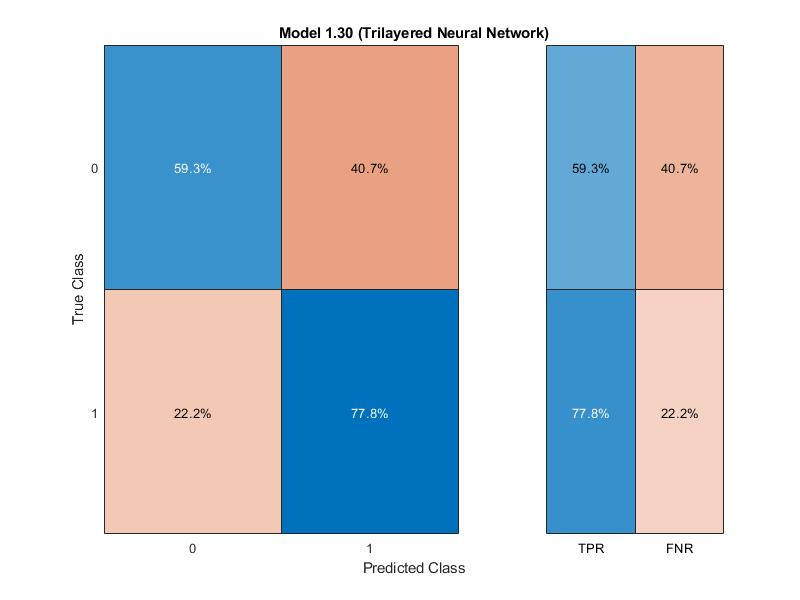 Model 1.30 (Trilayered Neural Network)
0
59.3%
40.7%
59.3%
40.7%
True Class
1
22.2%
77.8%
77.8%
22.2%
0
1
TPR
FNR
Predicted Class